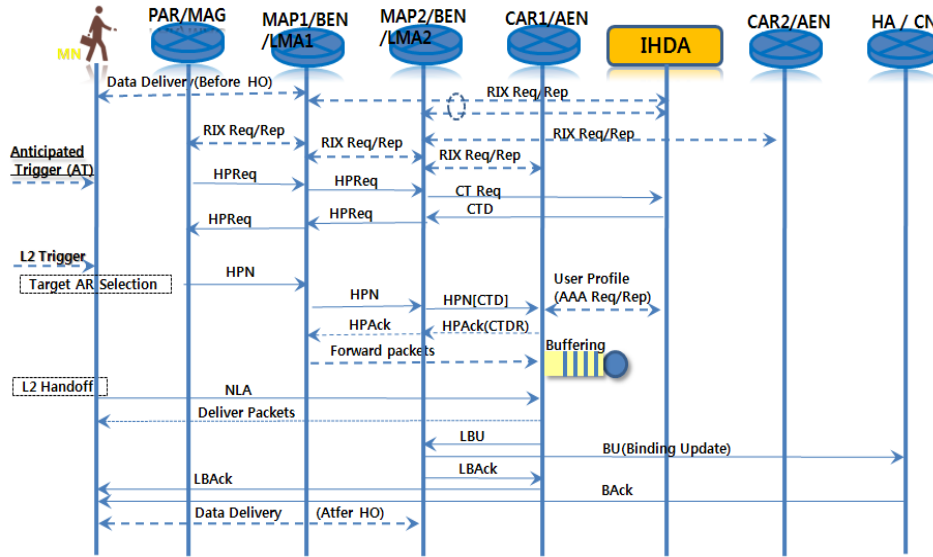 PAR/MAG
MAP1/BEN
/LMA1
MAP2/BEN
/LMA2
CAR1/AEN
IHDA
CAR2/AEN
HA / CN
MN
Data Delivery(Before HO)
RIX Req/Rep
RIX Req/Rep
RIX Req/Rep
RIX Req/Rep
RIX Req/Rep
Anticipated
Trigger (AT)
HPReq
HPReq
CT Req
HPReq
HPReq
CTD
L2 Trigger
Target AR Selection
HPN
HPN
HPN[CTD]
User Profile
(AAA Req/Rep)
HPAck
HPAck(CTDR)
Forward packets
Buffering
L2 Handoff
NLA
Deliver Packets
LBU
BU(Binding Update)
LBAck
LBAck
BAck
Data Delivery (Atfer HO)